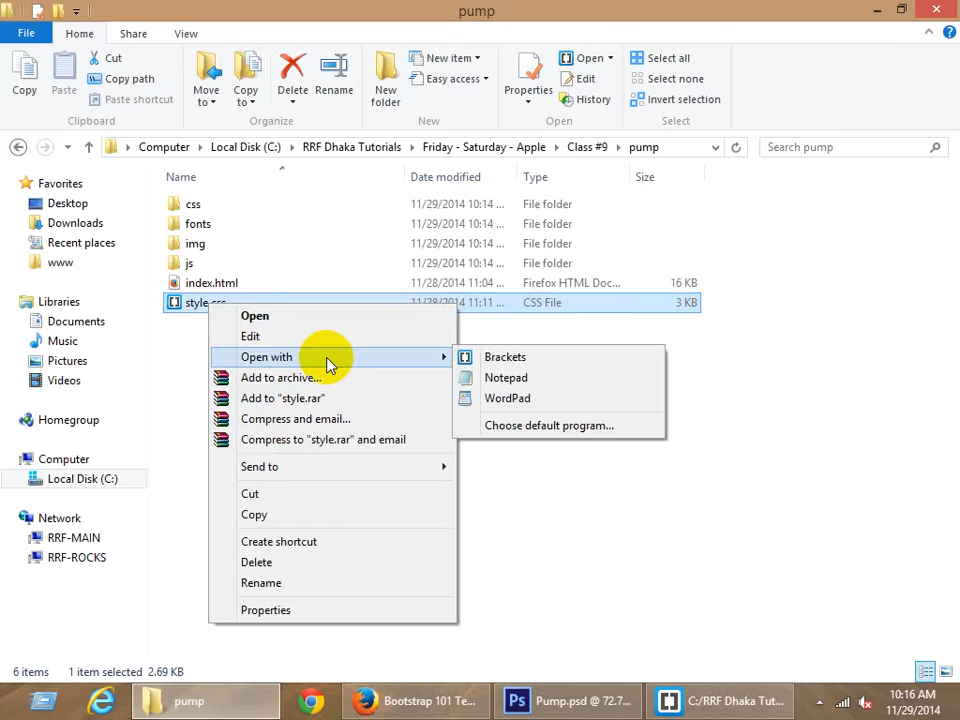 pump
File Home Share View
Copy
Paste
Cut
Copy path
Paste shortcut
Clipboard
Move to
Copy to
Delete
Rename
Organize
New folder
New item
Easy access
New
Properties
Open
Edit
History
Open
Select all
Select none
Invert selection
Select
Computer Local Disk (C:) RRF Dhaka Tutorials Friday - Saturday - Apple Class #9 pump
Search pump
Name Date modified Type Size
Favorites
Desktop
Downloads
Recent places
www
Libraries
Documents
Music
Pictures
Videos
Homegroup
Computer
Local Disk (C:)
Network
RRF-MAIN
RRF-ROCKS
css 11/29/2014 10:14 ... File folder
fonts 11/29/2014 10:14 ... File folder
img 11/29/2014 10:14 ... File folder
js 11/29/2014 10:14 ... File folder
index.html 11/28/2014 11:04 ... Firefox HTML Doc... 16 KB
style.css 11/28/2014 11:11 ... CSS File 3 KB
Open
Edit
Open with
Add to archive...
Add to "style.rar"
Compress and email...
Compress to "style.rar" and email
Send to
Cut
Copy
Create shortcut
Delete
Rename
Properties
Brackets
Notepad
WordPad
Choose default program...
6 items 1 item selected 2.69 KB
pump
Bootstrap 101 Te...
Ps Pump.psd @ 72.7...
C:/RRF Dhaka Tut...
10:16 AM
11/29/2014